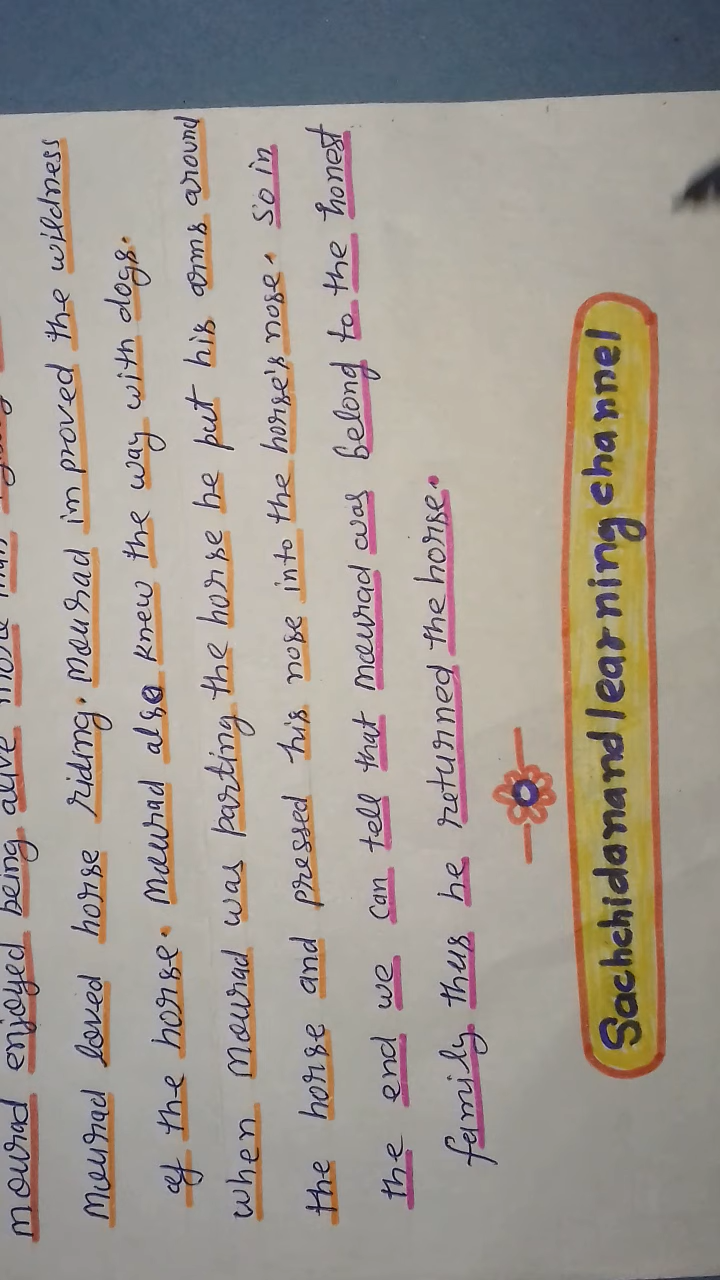 mourad enjoyed being alive more than
mourad loved horse riding. mourad improved the wildness
of the horse. mourad also knew the way with dogs.
when mourad was parting the horse he put his arms around
the horse and pressed his nose into the horse's nose. so in
the end we can tell that mourad was belong to the honest
family thus he returned the horse.
Sachchidanand learning channel